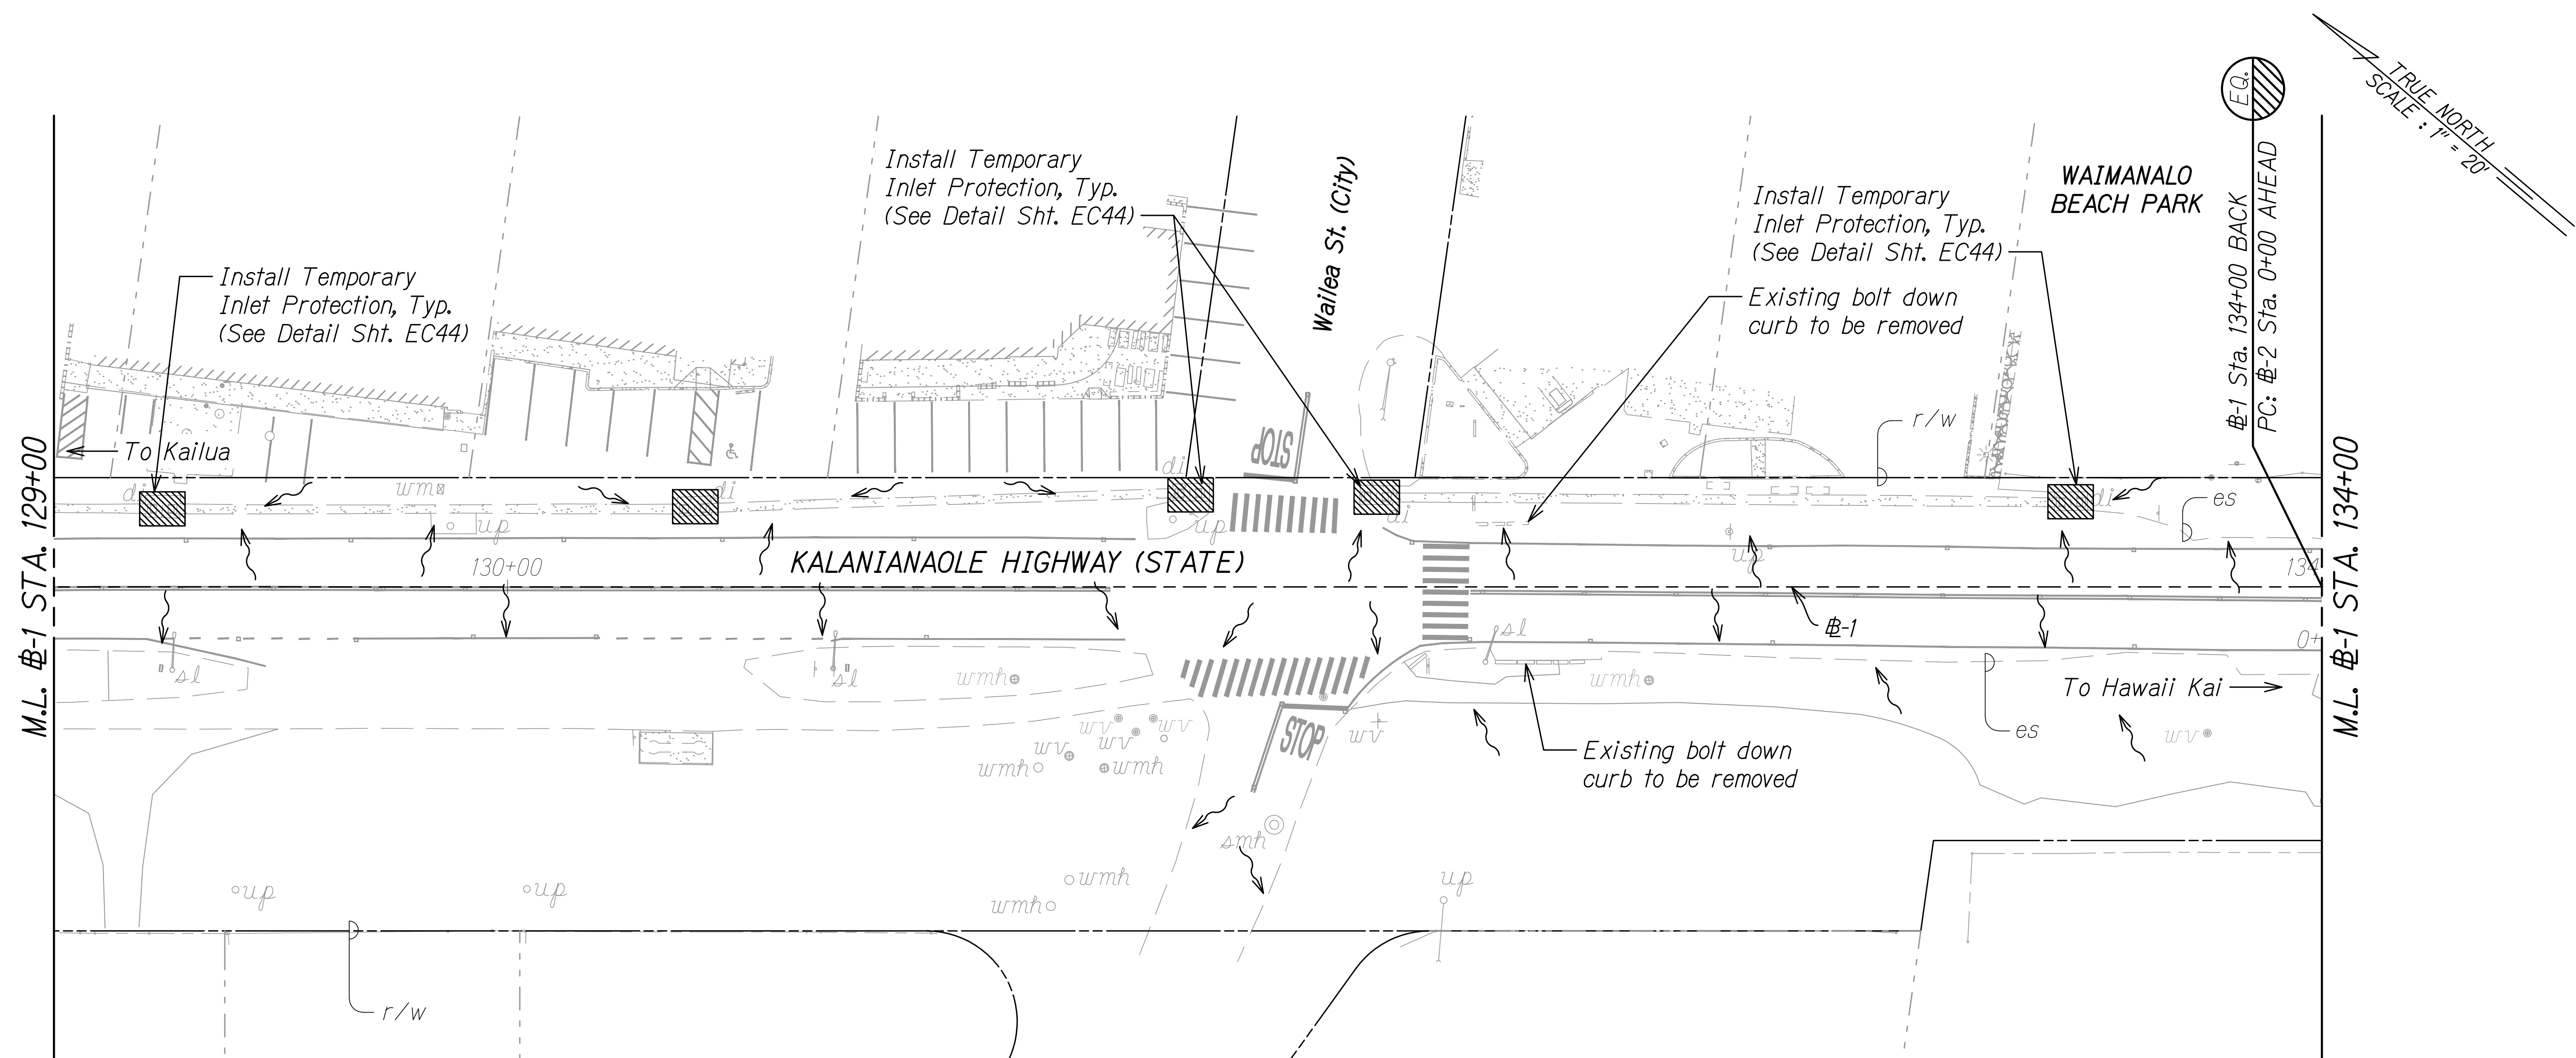 TRUE NORTH
SCALE : 1" = 20'
EQ.
℄B-1 Sta. 134+00 BACK
PC: ℄B-2 Sta. 0+00 AHEAD
WAIMANALO
BEACH PARK
Install Temporary
Inlet Protection, Typ.
(See Detail Sht. EC44)
Wailea St. (City)
Install Temporary
Inlet Protection, Typ.
(See Detail Sht. EC44)
Install Temporary
Inlet Protection, Typ.
(See Detail Sht. EC44)
Existing bolt down
curb to be removed
r/w
To Kailua
STOP
di
di
di
di
di
wm
up
up
up
es
M.L. ℄B-1 STA. 129+00
M.L. ℄B-1 STA. 134+00
KALANIANAOLE HIGHWAY (STATE)
130+00
134
B-1
0+
sl
sl
sl
wmh
wmh
To Hawaii Kai
es
STOP
wv
wv
wv
wv
wv
wv
wmh
wmh
Existing bolt down
curb to be removed
smh
up
up
wmh
wmh
up
r/w